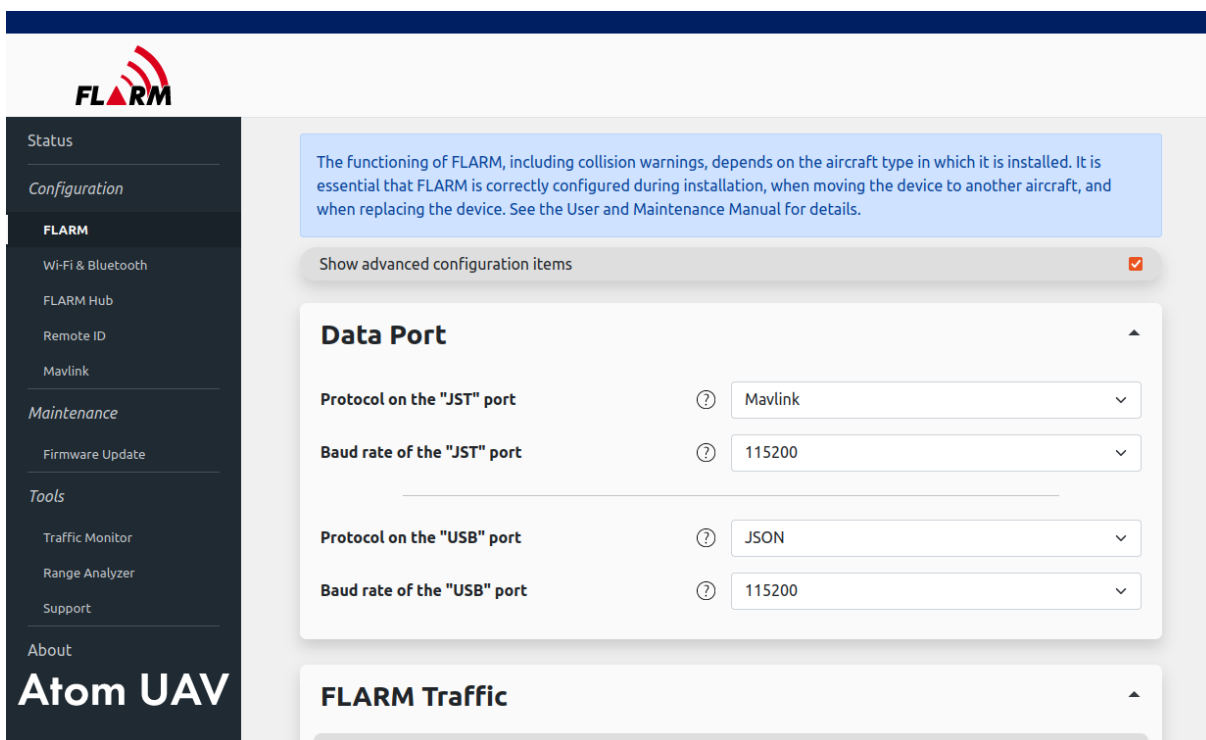 FLARM
Status
Configuration
FLARM
Wi-Fi & Bluetooth
FLARM Hub
Remote ID
Mavlink
Maintenance
Firmware Update
Tools
Traffic Monitor
Range Analyzer
Support
About
Atom UAV
The functioning of FLARM, including collision warnings, depends on the aircraft type in which it is installed. It is
essential that FLARM is correctly configured during installation, when moving the device to another aircraft, and
when replacing the device. See the User and Maintenance Manual for details.
Show advanced configuration items
Data Port
Protocol on the "JST" port ? Mavlink
Baud rate of the "JST" port ? 115200
Protocol on the "USB" port ? JSON
Baud rate of the "USB" port ? 115200
FLARM Traffic